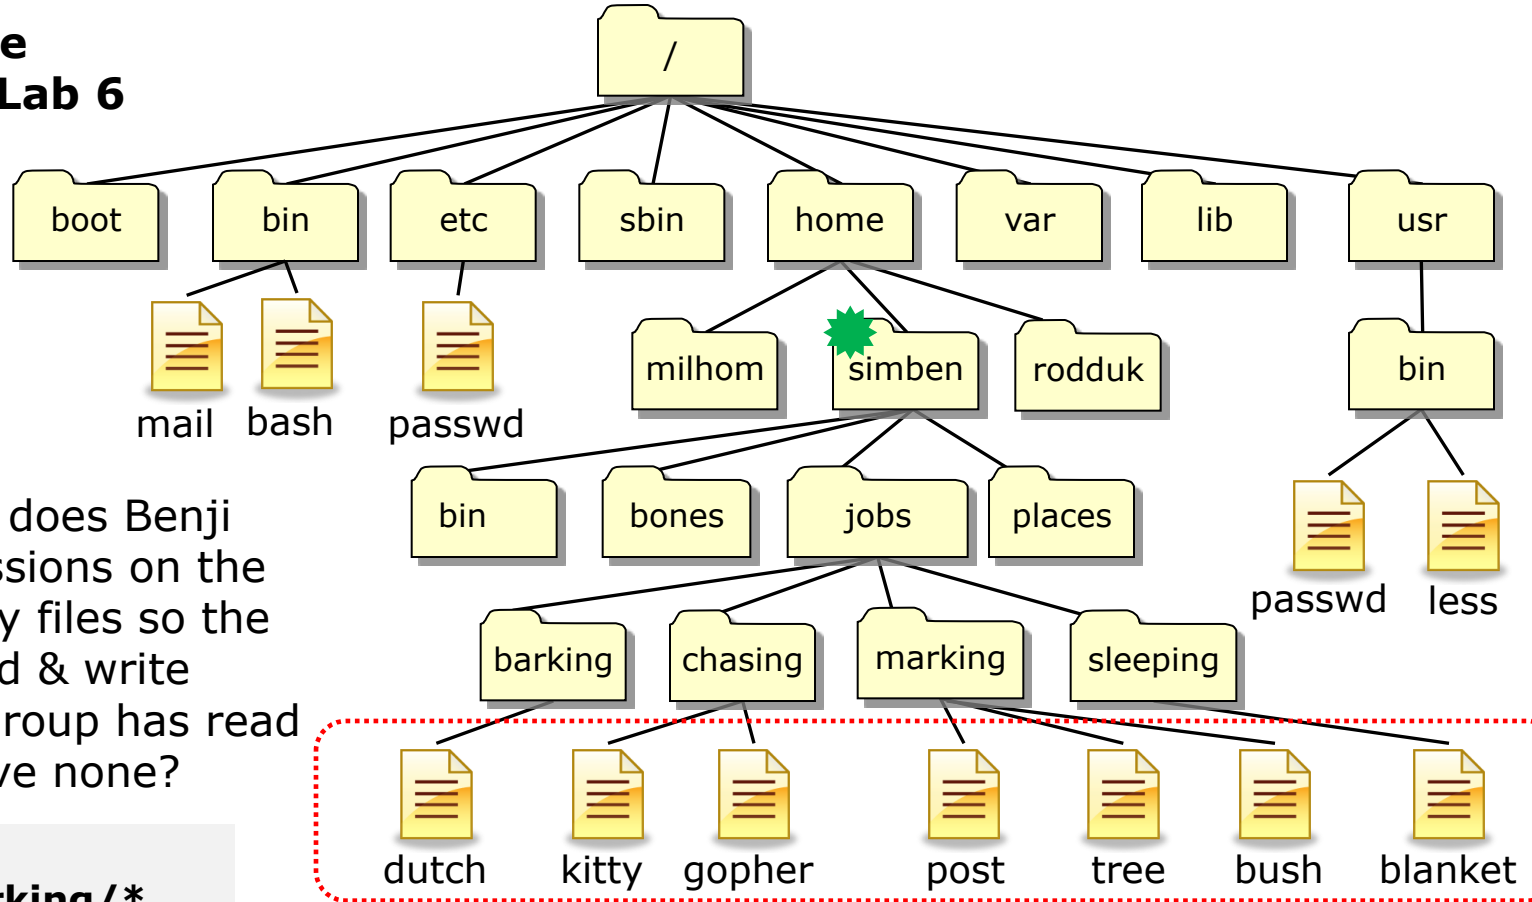 e
Lab 6
/
boot bin etc sbin home var lib usr
mail bash passwd
milhom simben rodduk
bin
passwd less
bin bones jobs places
does Benji
ssions on the
y files so the
d & write
roup has read
ve none?
barking chasing marking sleeping
dutch kitty gopher post tree bush blanket
rking/*